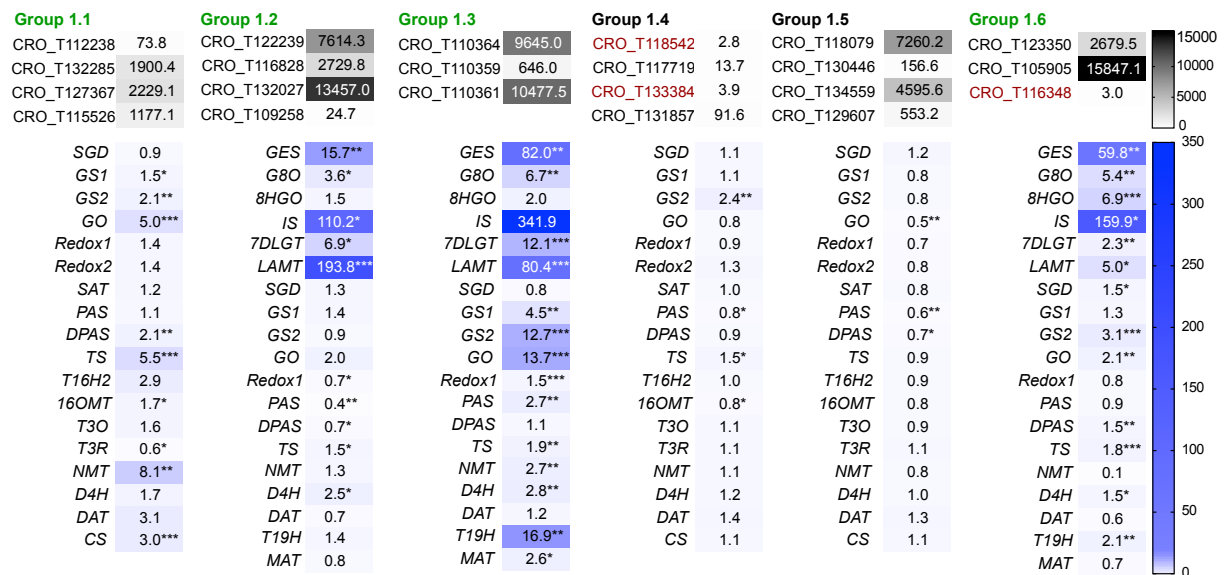 Group 1.1
CRO_T112238 73.8
CRO_T132285 1900.4
CRO_T127367 2229.1
CRO_T115526 1177.1
SGD 0.9
GS1 1.5*
GS2 2.1**
GO 5.0***
Redox1 1.4
Redox2 1.4
SAT 1.2
PAS 1.1
DPAS 2.1**
TS 5.5***
T16H2 2.9
16OMT 1.7*
T3O 1.6
T3R 0.6*
NMT 8.1**
D4H 1.7
DAT 3.1
CS 3.0***
Group 1.2
CRO_T122239 7614.3
CRO_T116828 2729.8
CRO_T132027 13457.0
CRO_T109258 24.7
GES 15.7**
G8O 3.6*
8HGO 1.5
IS 110.2*
7DLGT 6.9*
LAMT 193.8***
SGD 1.3
GS1 1.4
GS2 0.9
GO 2.0
Redox1 0.7*
PAS 0.4**
DPAS 0.7*
TS 1.5*
NMT 1.3
D4H 2.5*
DAT 0.7
T19H 1.4
MAT 0.8
Group 1.3
CRO_T110364 9645.0
CRO_T110359 646.0
CRO_T110361 10477.5
GES 82.0**
G8O 6.7**
8HGO 2.0
IS 341.9
7DLGT 12.1***
LAMT 80.4***
SGD 0.8
GS1 4.5**
GS2 12.7***
GO 13.7***
Redox1 1.5***
PAS 2.7**
DPAS 1.1
TS 1.9**
NMT 2.7**
D4H 2.8**
DAT 1.2
T19H 16.9**
MAT 2.6*
Group 1.4
CRO_T118542 2.8
CRO_T117719 13.7
CRO_T133384 3.9
CRO_T131857 91.6
SGD 1.1
GS1 1.1
GS2 2.4**
GO 0.8
Redox1 0.9
Redox2 1.3
SAT 1.0
PAS 0.8*
DPAS 0.9
TS 1.5*
T16H2 1.0
16OMT 0.8*
T3O 1.1
T3R 1.1
NMT 1.1
D4H 1.2
DAT 1.4
CS 1.1
Group 1.5
CRO_T118079 7260.2
CRO_T130446 156.6
CRO_T134559 4595.6
CRO_T129607 553.2
SGD 1.2
GS1 0.8
GS2 0.8
GO 0.5**
Redox1 0.7
Redox2 0.8
SAT 0.8
PAS 0.6**
DPAS 0.7*
TS 0.9
T16H2 0.9
16OMT 0.8
T3O 0.9
T3R 1.1
NMT 0.8
D4H 1.0
DAT 1.3
CS 1.1
Group 1.6
CRO_T123350 2679.5
CRO_T105905 15847.1
CRO_T116348 3.0
GES 59.8**
G8O 5.4**
8HGO 6.9***
IS 159.9*
7DLGT 2.3**
LAMT 5.0*
SGD 1.5*
GS1 1.3
GS2 3.1***
GO 2.1**
Redox1 0.8
PAS 0.9
DPAS 1.5**
TS 1.8***
NMT 0.1
D4H 1.5*
DAT 0.6
T19H 2.1**
MAT 0.7
15000
10000
5000
0
350
300
250
200
150
100
50
0